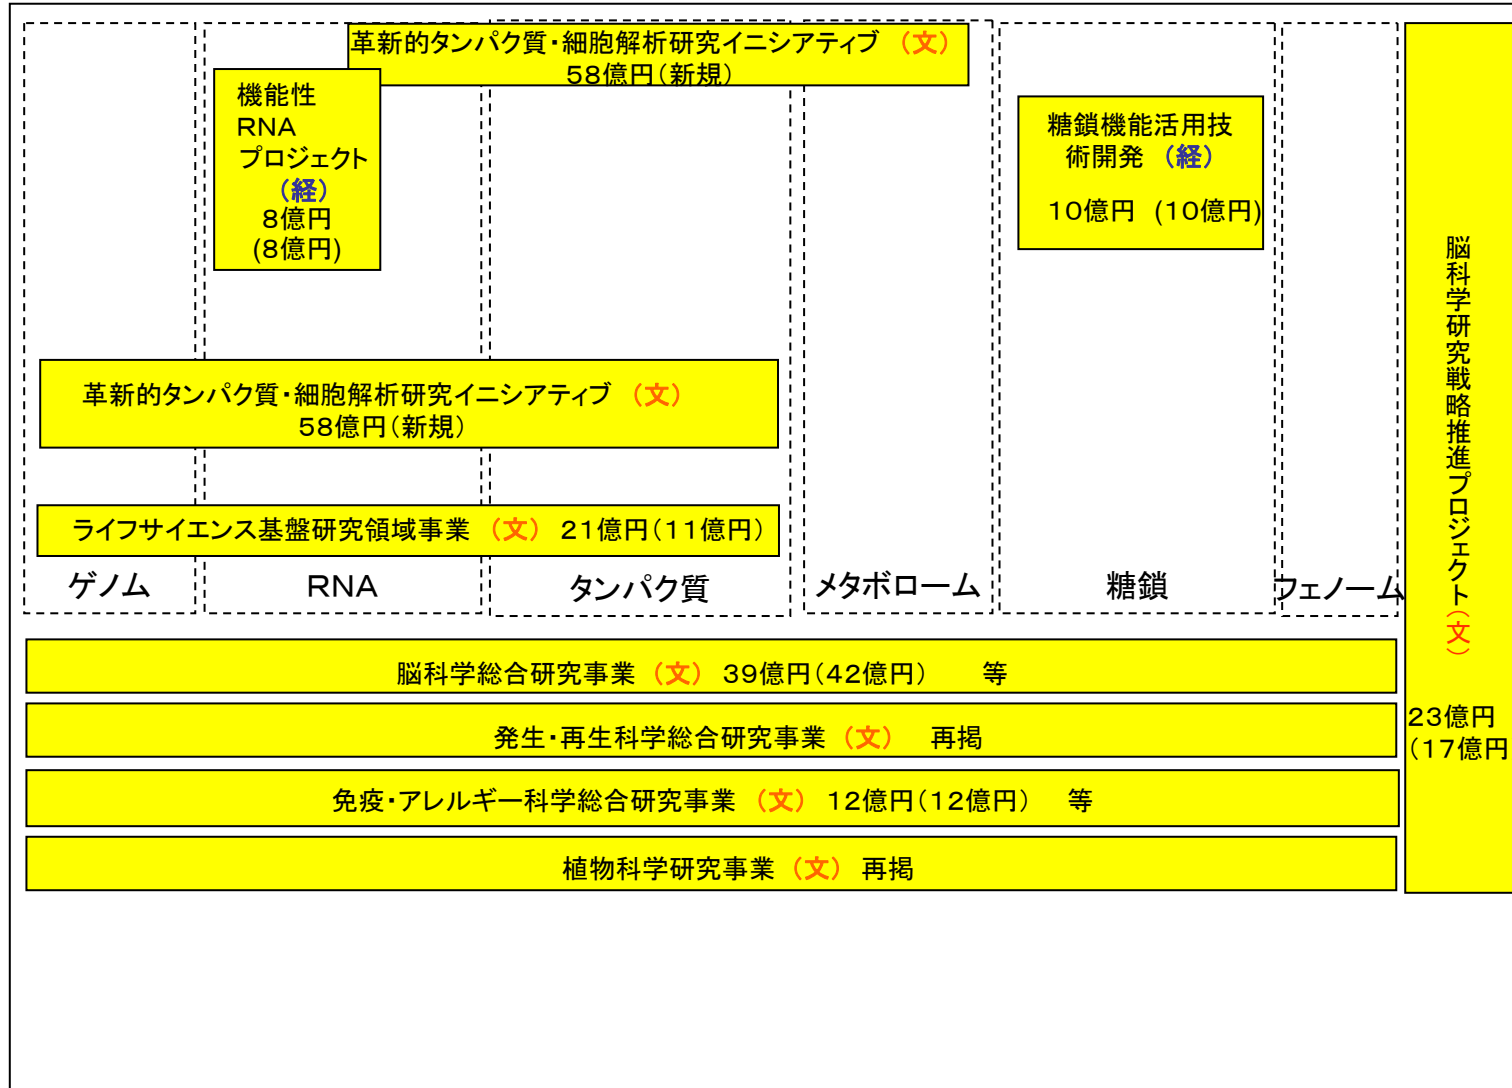 革新的タンパク質・細胞解析研究イニシアティブ （文）
58億円（新規）
機能性
RNA
プロジェクト
（経）
8億円
(8億円)
糖鎖機能活用技
術開発 （経）
10億円 (10億円)
革新的タンパク質・細胞解析研究イニシアティブ （文）
58億円（新規）
ライフサイエンス基盤研究領域事業 （文） 21億円（11億円）
ゲノム
RNA
タンパク質
メタボローム
糖鎖
フェノーム
脳科学研究戦略推進プロジェクト（文）
23億円
（17億円
脳科学総合研究事業 （文） 39億円（42億円） 等
発生・再生科学総合研究事業 （文） 再掲
免疫・アレルギー科学総合研究事業 （文） 12億円（12億円） 等
植物科学研究事業 （文） 再掲